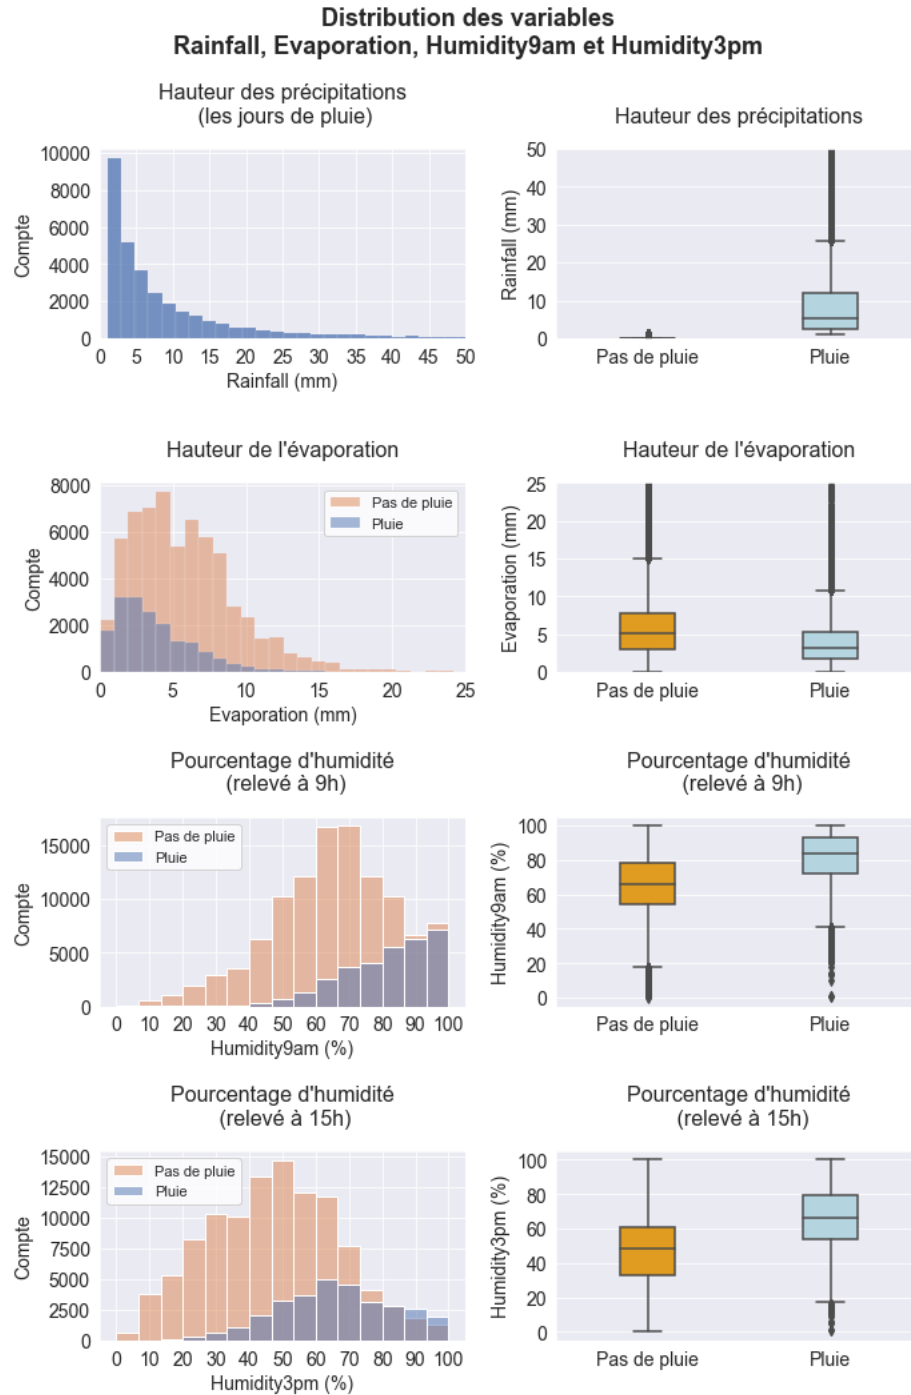 Distribution des variables
Rainfall, Evaporation, Humidity9am et Humidity3pm
Hauteur des précipitations
(les jours de pluie)
10000
8000
6000
4000
2000
0
Compte
0 5 10 15 20 25 30 35 40 45 50
Rainfall (mm)
Hauteur des précipitations
50
40
30
20
10
0
Rainfall (mm)
Pas de pluie Pluie
Hauteur de l'évaporation
8000
6000
4000
2000
0
Compte
Pas de pluie
Pluie
0 5 10 15 20 25
Evaporation (mm)
Hauteur de l'évaporation
25
20
15
10
5
0
Evaporation (mm)
Pas de pluie Pluie
Pourcentage d'humidité
(relevé à 9h)
15000
10000
5000
0
Compte
Pas de pluie
Pluie
0 10 20 30 40 50 60 70 80 90 100
Humidity9am (%)
Pourcentage d'humidité
(relevé à 9h)
100
80
60
40
20
0
Humidity9am (%)
Pas de pluie Pluie
Pourcentage d'humidité
(relevé à 15h)
15000
12500
10000
7500
5000
2500
0
Compte
Pas de pluie
Pluie
0 10 20 30 40 50 60 70 80 90 100
Humidity3pm (%)
Pourcentage d'humidité
(relevé à 15h)
100
80
60
40
20
0
Humidity3pm (%)
Pas de pluie Pluie